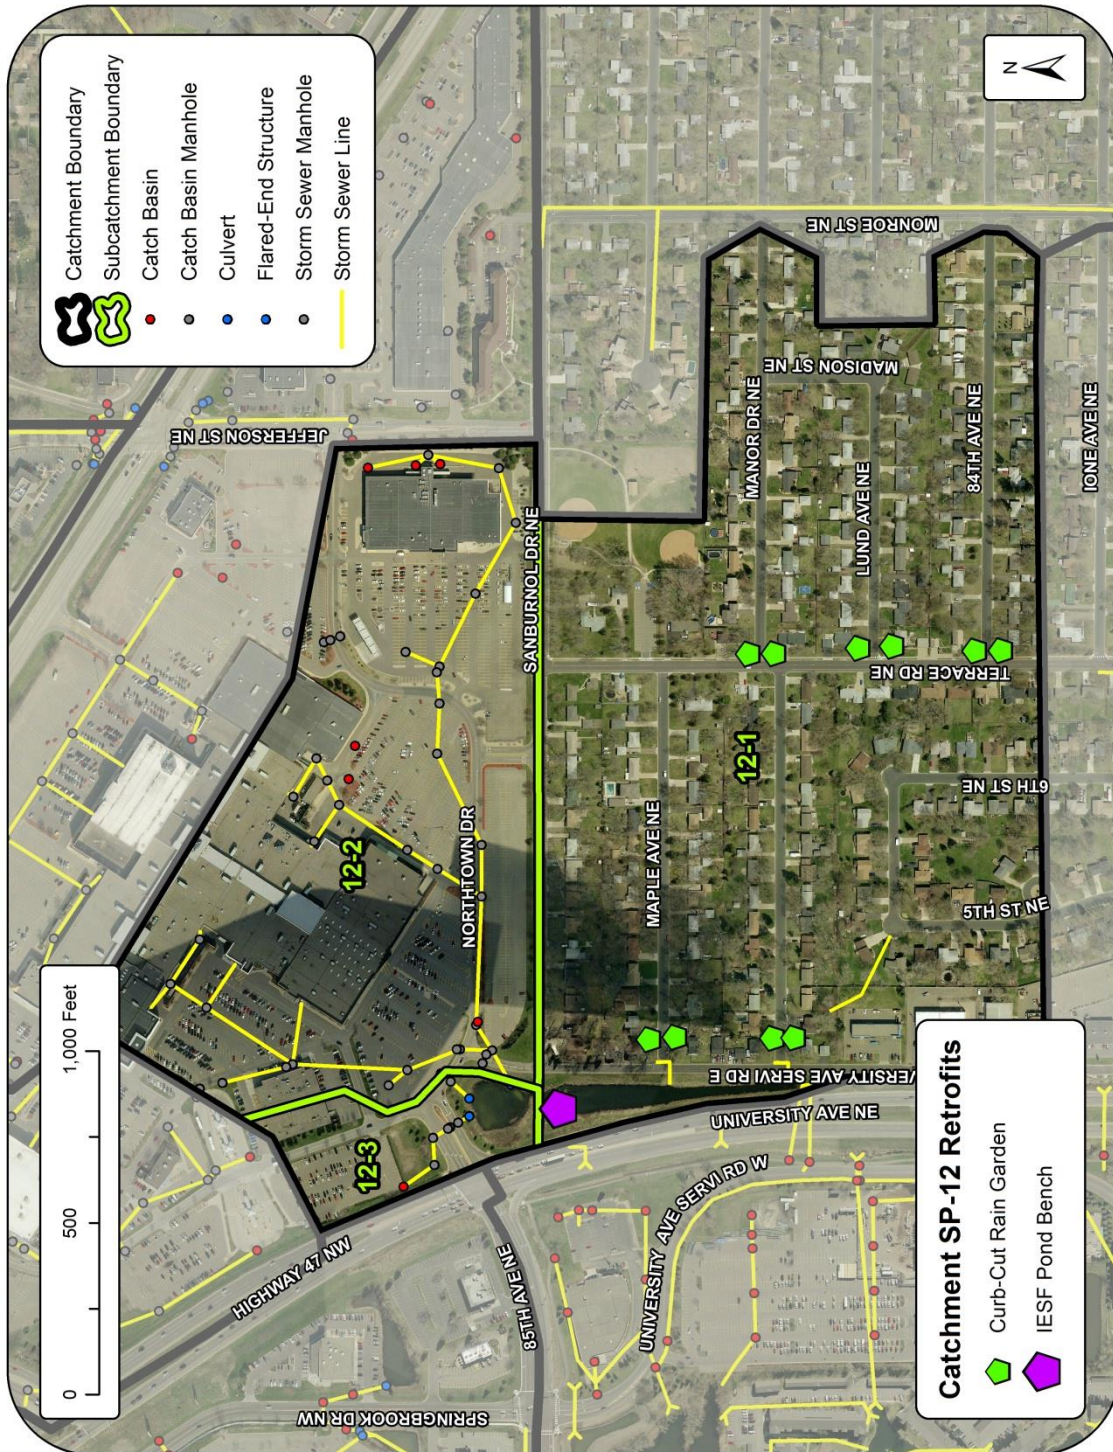 Catchment Boundary
Subcatchment Boundary
Catch Basin
Catch Basin Manhole
Culvert
Flared-End Structure
Storm Sewer Manhole
Storm Sewer Line
0 500 1,000 Feet
N
JEFFERSON ST NE
SANBURNOL DR NE
NORTHTOWN DR
12-2
12-3
HIGHWAY 47 NW
85TH AVE NE
SPRINGBROOK DR NW
UNIVERSITY AVE SERVI RD W
UNIVERSITY AVE NE
VERSITY AVE SERVI RD E
MONROE ST NE
MADISON ST NE
MANOR DR NE
LUND AVE NE
84TH AVE NE
IONE AVE NE
TERRACE RD NE
MAPLE AVE NE
12-1
6TH ST NE
5TH ST NE
Catchment SP-12 Retrofits
Curb-Cut Rain Garden
IESF Pond Bench